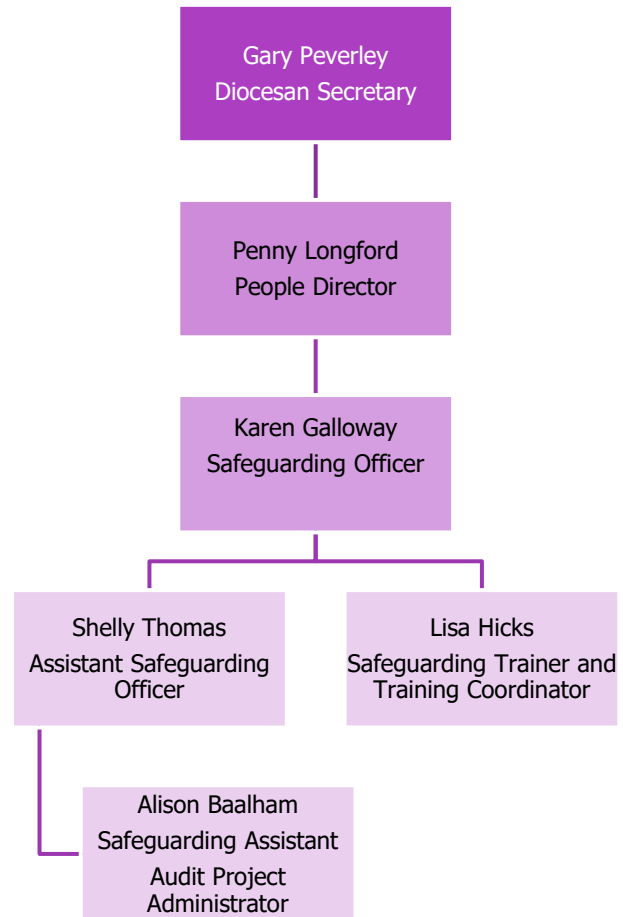 Gary Peverley
Diocesan Secretary
Penny Longford
People Director
Karen Galloway
Safeguarding Officer
Shelly Thomas
Assistant Safeguarding
Officer
Lisa Hicks
Safeguarding Trainer and
Training Coordinator
Alison Baalham
Safeguarding Assistant
Audit Project
Administrator